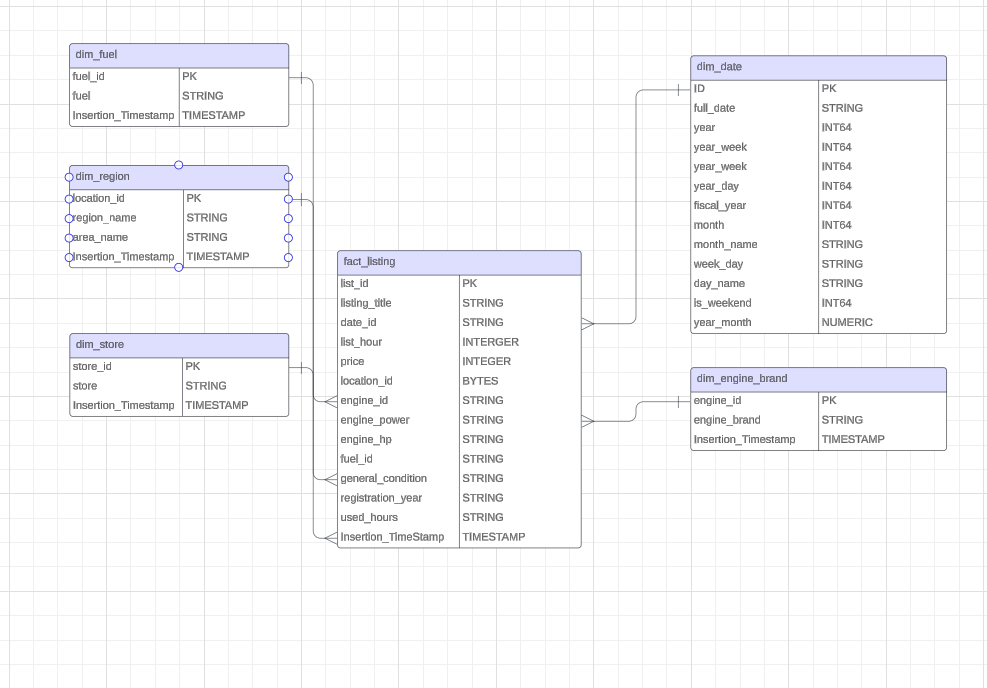 dim_fuel
fuel_id PK
fuel STRING
Insertion_Timestamp TIMESTAMP
dim_region
location_id PK
region_name STRING
area_name STRING
Insertion_Timestamp TIMESTAMP
dim_store
store_id PK
store STRING
Insertion_Timestamp TIMESTAMP
fact_listing
list_id PK
listing_title STRING
date_id STRING
list_hour INTERGER
price INTEGER
location_id BYTES
engine_id STRING
engine_power STRING
engine_hp STRING
fuel_id STRING
general_condition STRING
registration_year STRING
used_hours STRING
Insertion_TimeStamp TIMESTAMP
dim_date
ID PK
full_date STRING
year INT64
year_week INT64
year_week INT64
year_day INT64
fiscal_year INT64
month INT64
month_name STRING
week_day STRING
day_name STRING
is_weekend INT64
year_month NUMERIC
dim_engine_brand
engine_id PK
engine_brand STRING
Insertion_Timestamp TIMESTAMP